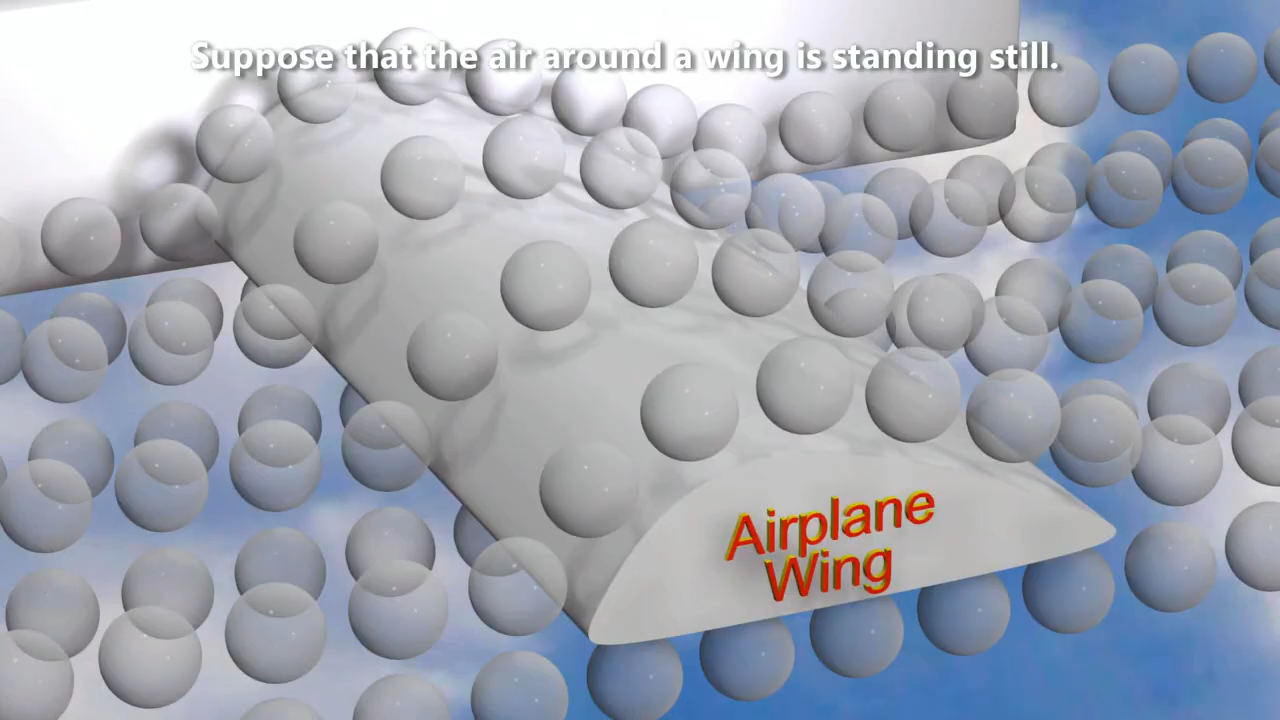 Suppose that the air around a wing is standing still.
Airplane
Wing